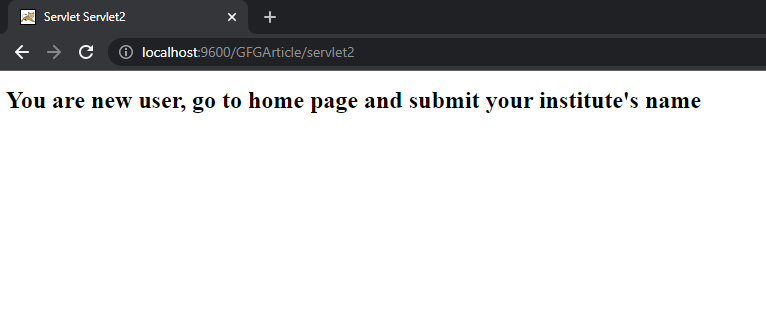 Servlet Servlet2
localhost:9600/GFGArticle/servlet2
You are new user, go to home page and submit your institute's name